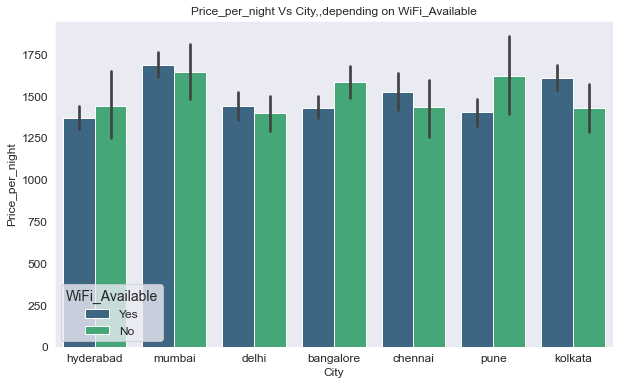 Price_per_night Vs City,,depending on WiFi_Available
Price_per_night
1750
1500
1250
1000
750
500
250
0
WiFi_Available
Yes
No
hyderabad mumbai delhi bangalore chennai pune kolkata
City